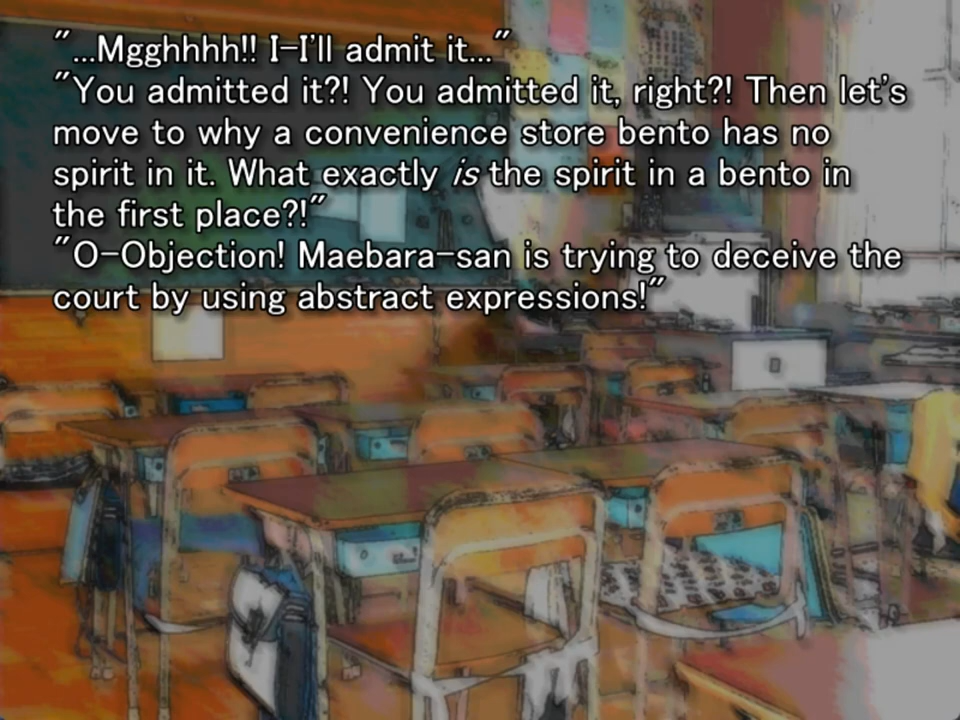 "...Mgghhhh!! I-I'll admit it..."
"You admitted it?! You admitted it, right?! Then let's
move to why a convenience store bento has no
spirit in it. What exactly is the spirit in a bento in
the first place?!"
"O-Objection! Maebara-san is trying to deceive the
court by using abstract expressions!"